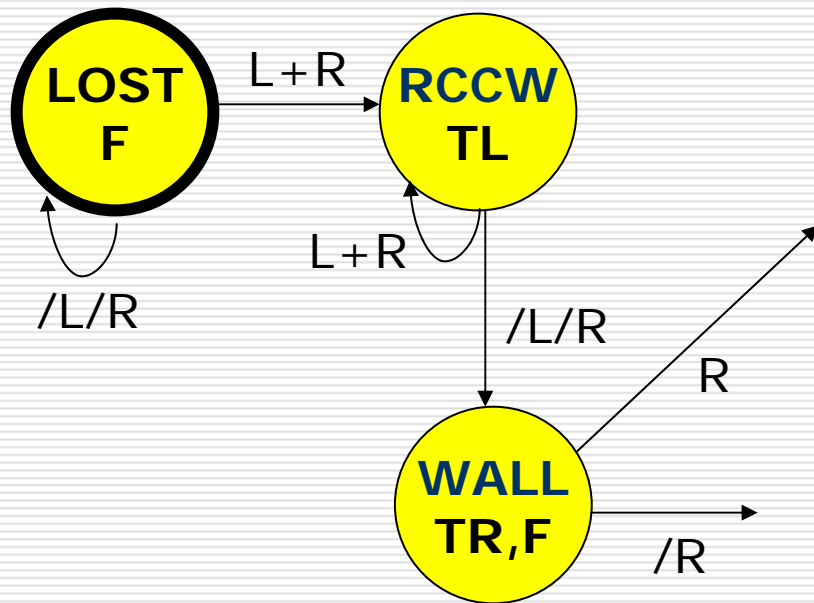 LOST
F
L+R
RCCW
TL
/L/R
L+R
/L/R
R
WALL
TR,F
/R